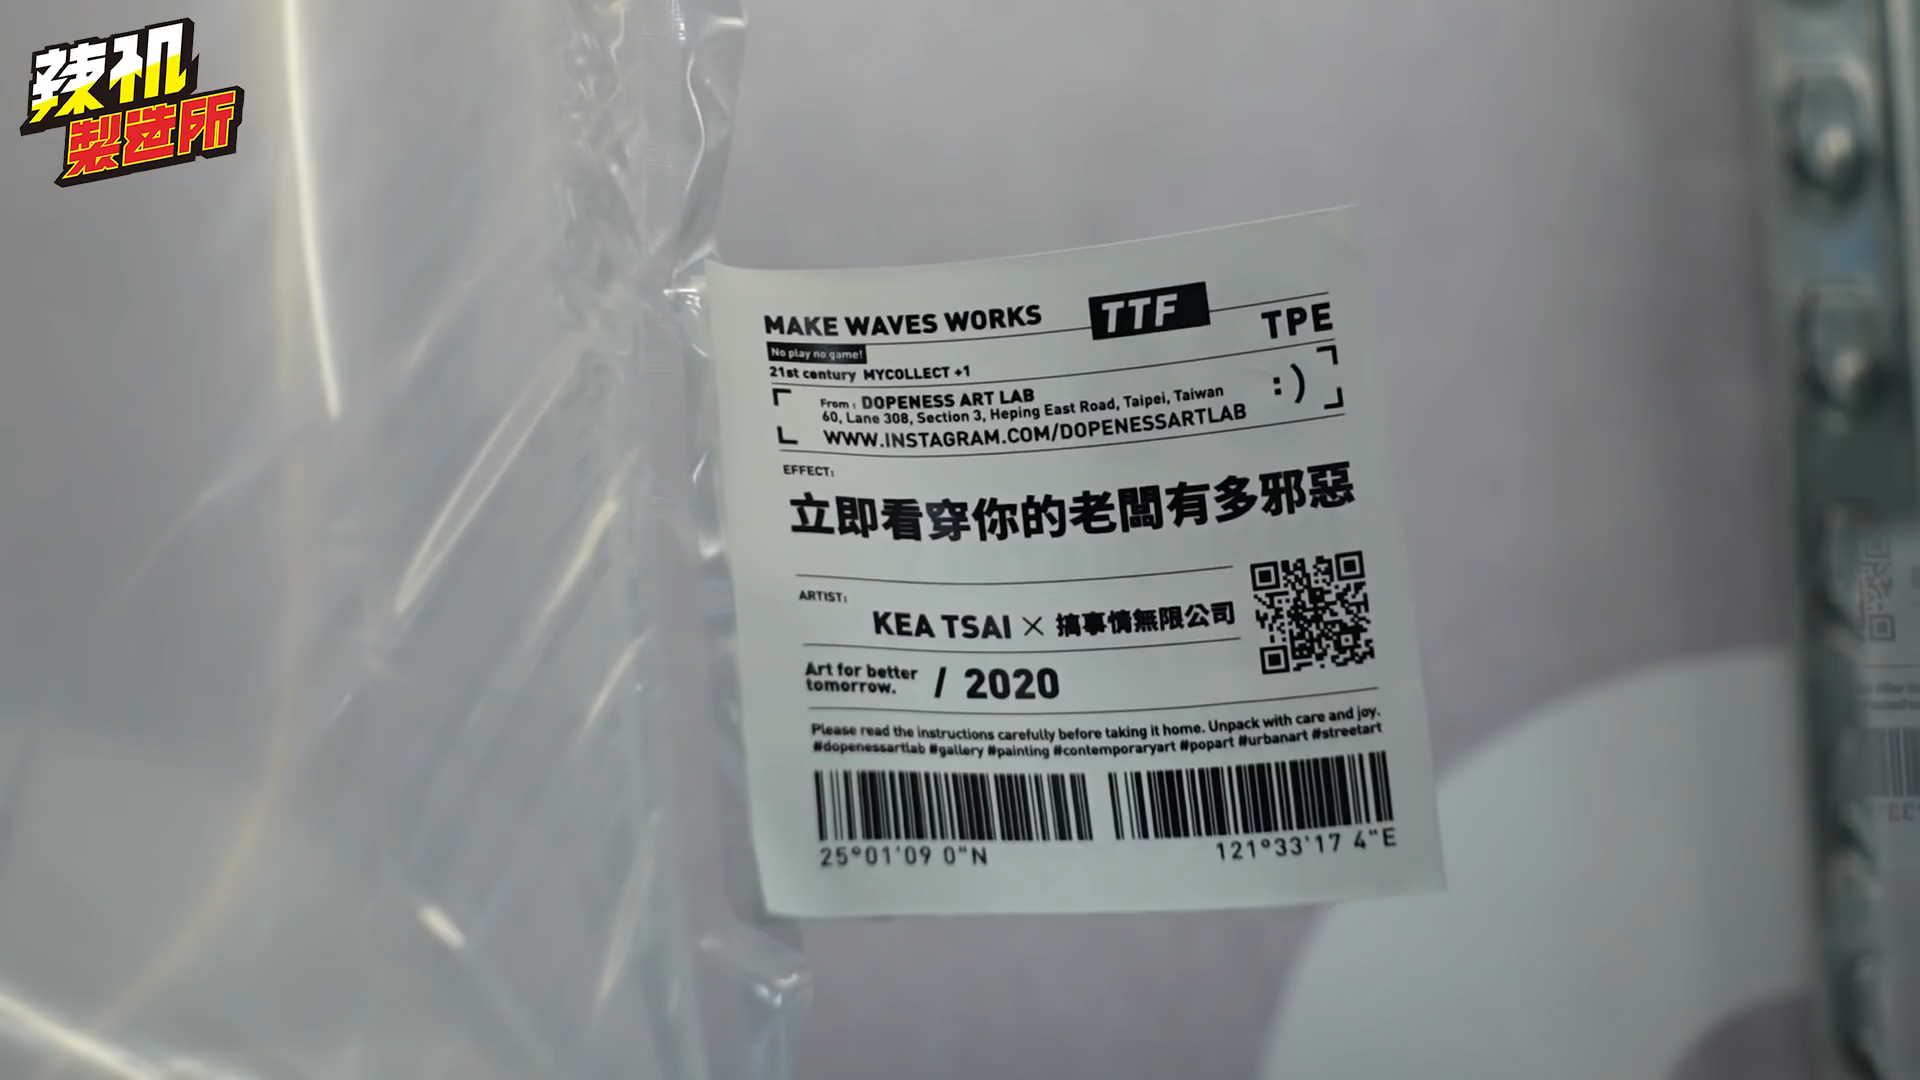 辣机
製造所
MAKE WAVES WORKS
TTF
TPE
No play no game!
21st century MYCOLLECT +1
From : DOPENESS ART LAB
60, Lane 308, Section 3, Heping East Road, Taipei, Taiwan
WWW.INSTAGRAM.COM/DOPENESSARTLAB
:)
EFFECT:
立即看穿你的老闆有多邪惡
ARTIST:
KEA TSAI × 搞事情無限公司
Art for better
tomorrow.
/ 2020
Please read the instructions carefully before taking it home. Unpack with care and joy.
#dopenessartlab #gallery #painting #contemporaryart #popart #urbanart #streetart
25°01'09 0"N
121°33'17 4"E